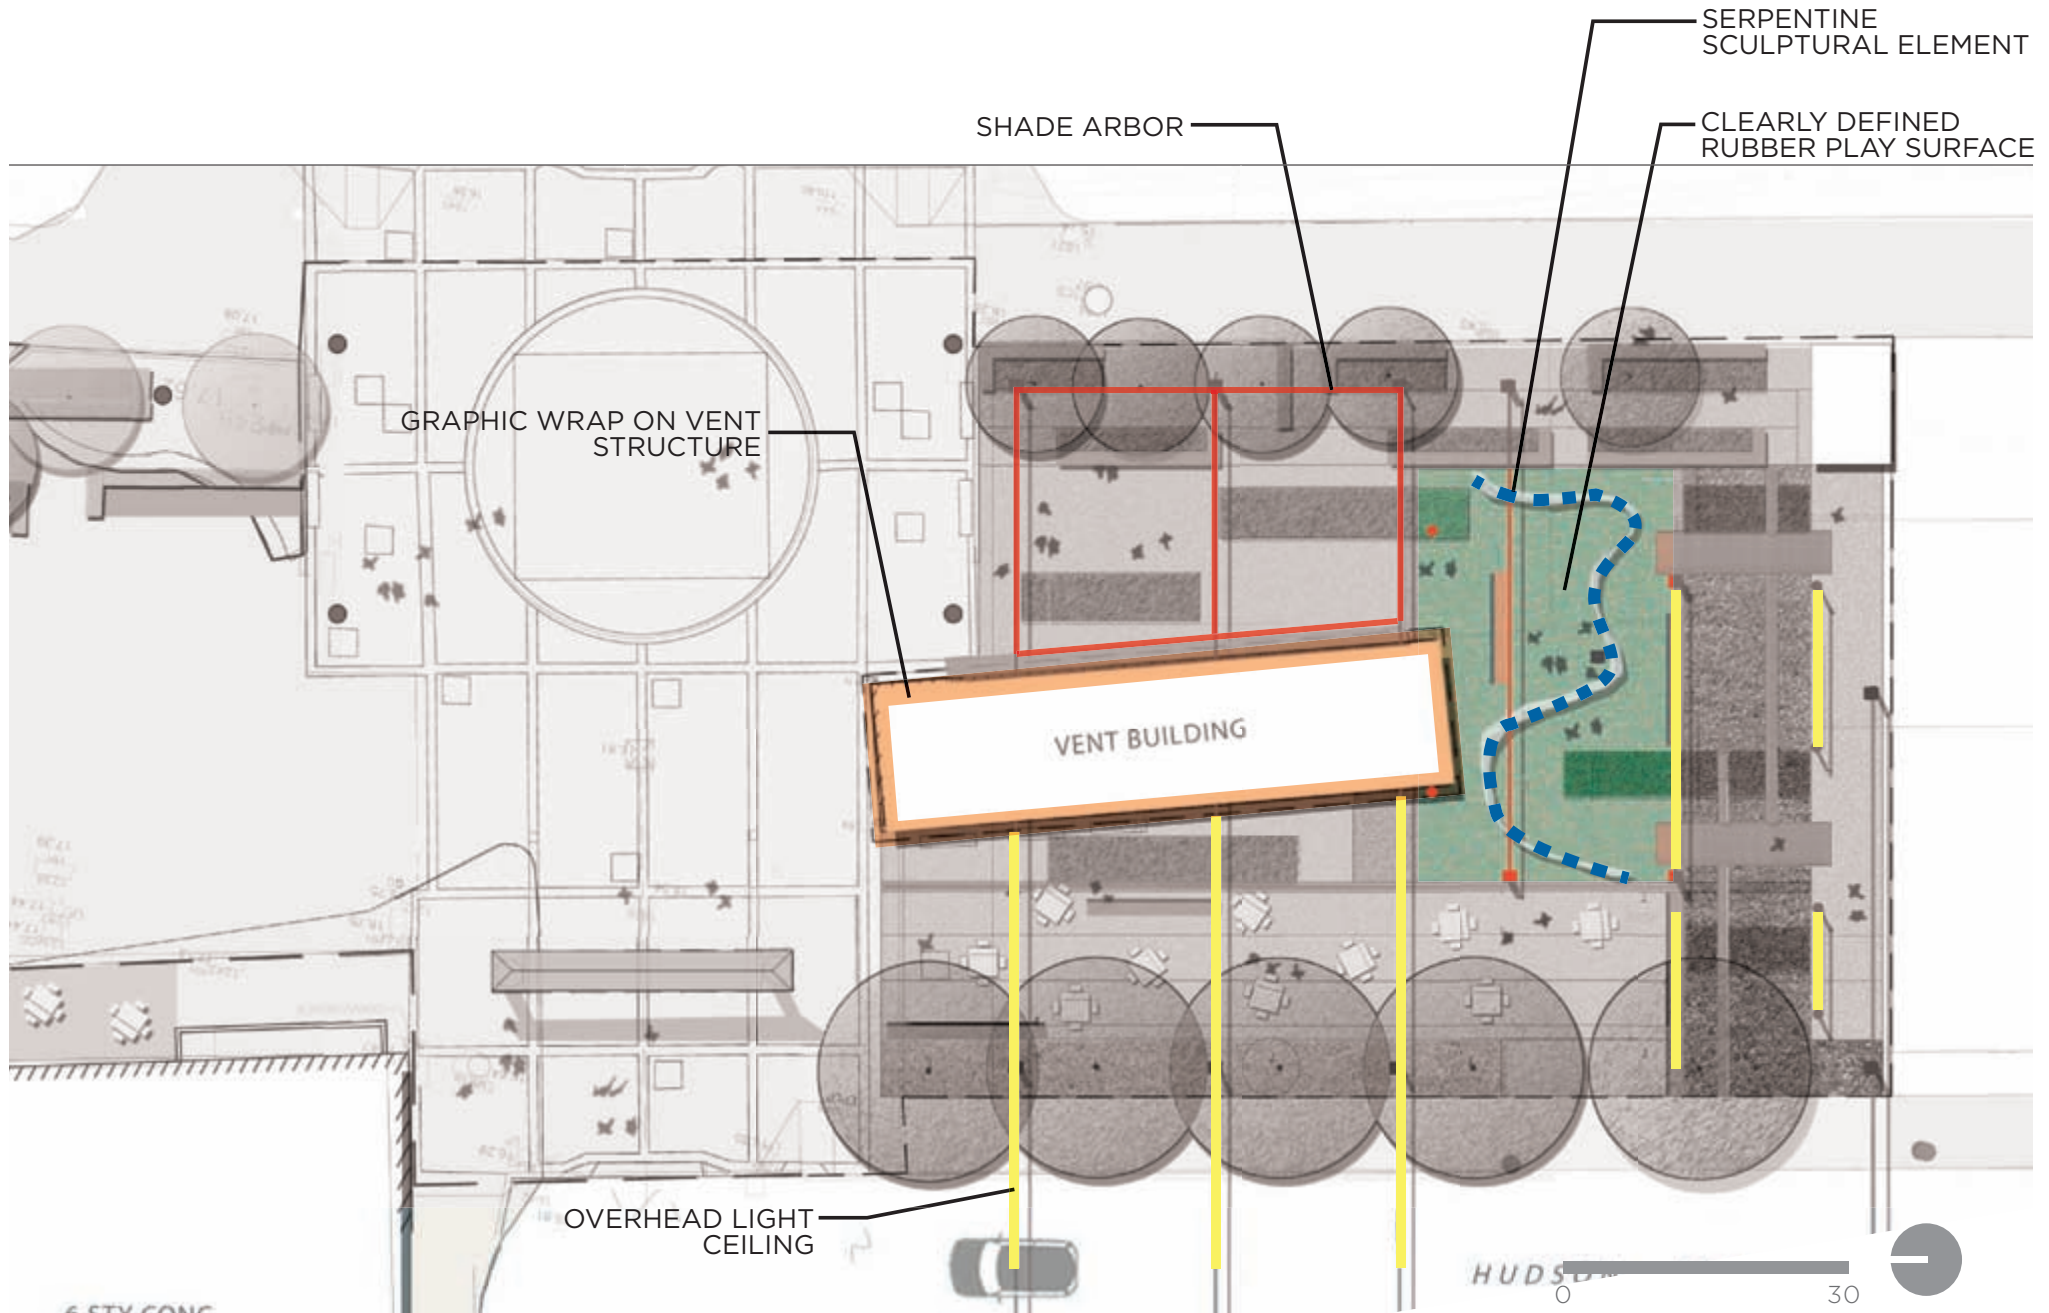 SERPENTINE
SCULPTURAL ELEMENT
SHADE ARBOR
CLEARLY DEFINED
RUBBER PLAY SURFACE
GRAPHIC WRAP ON VENT
STRUCTURE
VENT BUILDING
OVERHEAD LIGHT
CEILING
0
30